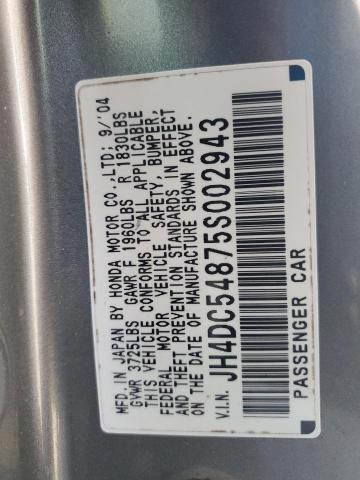 MFD. IN JAPAN BY HONDA MOTOR CO.,LTD; 9/'04
GVWR 3725LBS GAWR F 1960LBS R 1830LBS
THIS VEHICLE CONFORMS TO ALL APPLICABLE
FEDERAL MOTOR VEHICLE SAFETY, BUMPER,
AND THEFT PREVENTION STANDARDS IN EFFECT
ON THE DATE OF MANUFACTURE SHOWN ABOVE.
V.I.N. JH4DC54875S002943
PASSENGER CAR